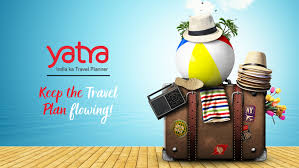 yatra
India ka Travel Planner
Keep the Travel
Plan flowing!